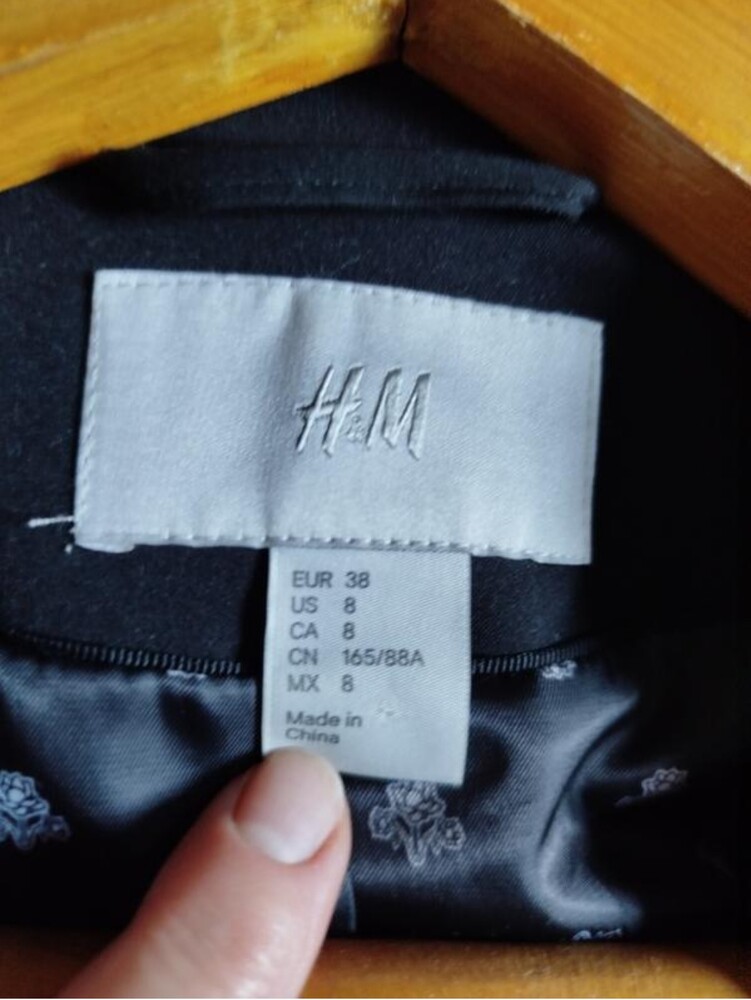 H&M
EUR 38
US 8
CA 8
CN 165/88A
MX 8
Made in
China